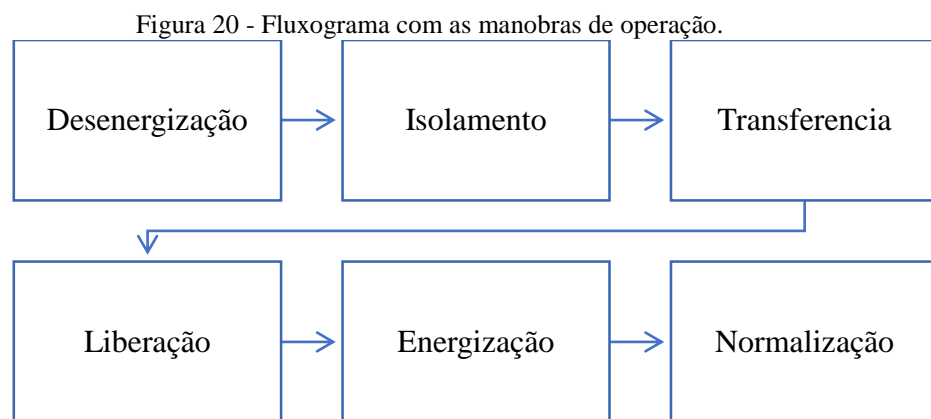 Figura 20 - Fluxograma com as manobras de operação.
Desenergização
Isolamento
Transferencia
Liberação
Energização
Normalização